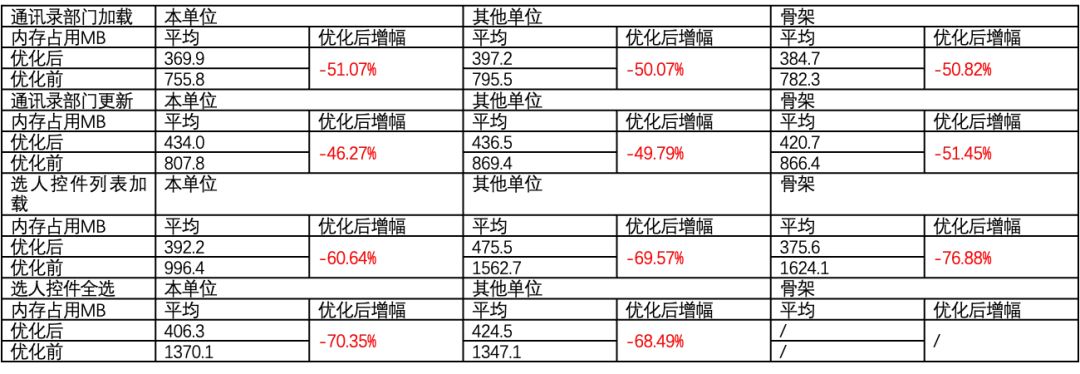 通讯录部门加载 本单位 其他单位 骨架
内存占用MB 平均 优化后增幅 平均 优化后增幅 平均 优化后增幅
优化后 369.9 -51.07% 397.2 -50.07% 384.7 -50.82%
优化前 755.8 795.5 782.3
通讯录部门更新 本单位 其他单位 骨架
内存占用MB 平均 优化后增幅 平均 优化后增幅 平均 优化后增幅
优化后 434.0 -46.27% 436.5 -49.79% 420.7 -51.45%
优化前 807.8 869.4 866.4
选人控件列表加 本单位 其他单位 骨架
载
内存占用MB 平均 优化后增幅 平均 优化后增幅 平均 优化后增幅
优化后 392.2 -60.64% 475.5 -69.57% 375.6 -76.88%
优化前 996.4 1562.7 1624.1
选人控件全选 本单位 其他单位 骨架
内存占用MB 平均 优化后增幅 平均 优化后增幅 平均 优化后增幅
优化后 406.3 -70.35% 424.5 -68.49% / /
优化前 1370.1 1347.1 /